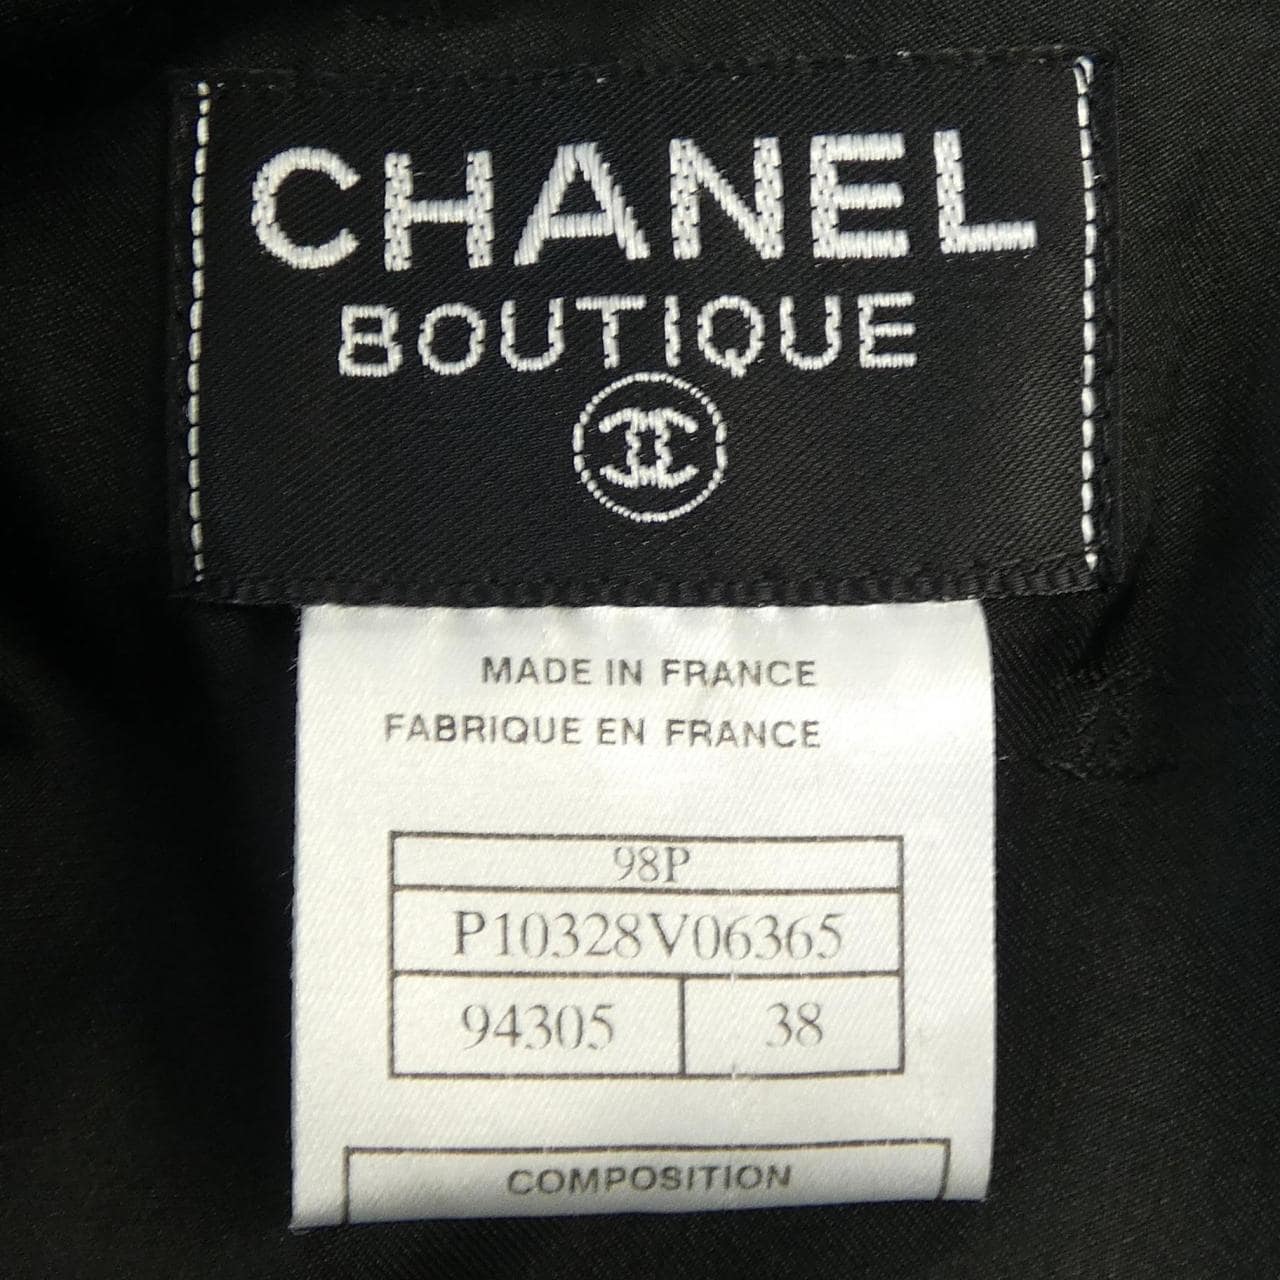 CHANEL
BOUTIQUE
MADE IN FRANCE
FABRIQUE EN FRANCE
98P
P10328V06365
94305 38
COMPOSITION